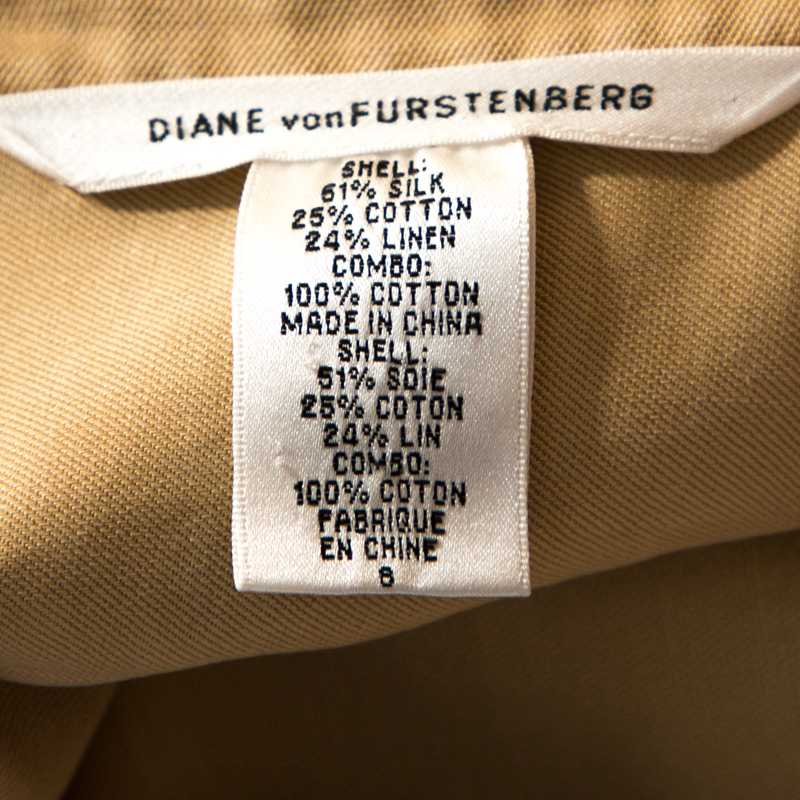 DIANE vonFURSTENBERG
SHELL:
51% SILK
25% COTTON
24% LINEN
COMBO:
100% COTTON
MADE IN CHINA
SHELL:
51% SOIE
25% COTON
24% LIN
COMBO:
100% COTON
FABRIQUE
EN CHINE
8